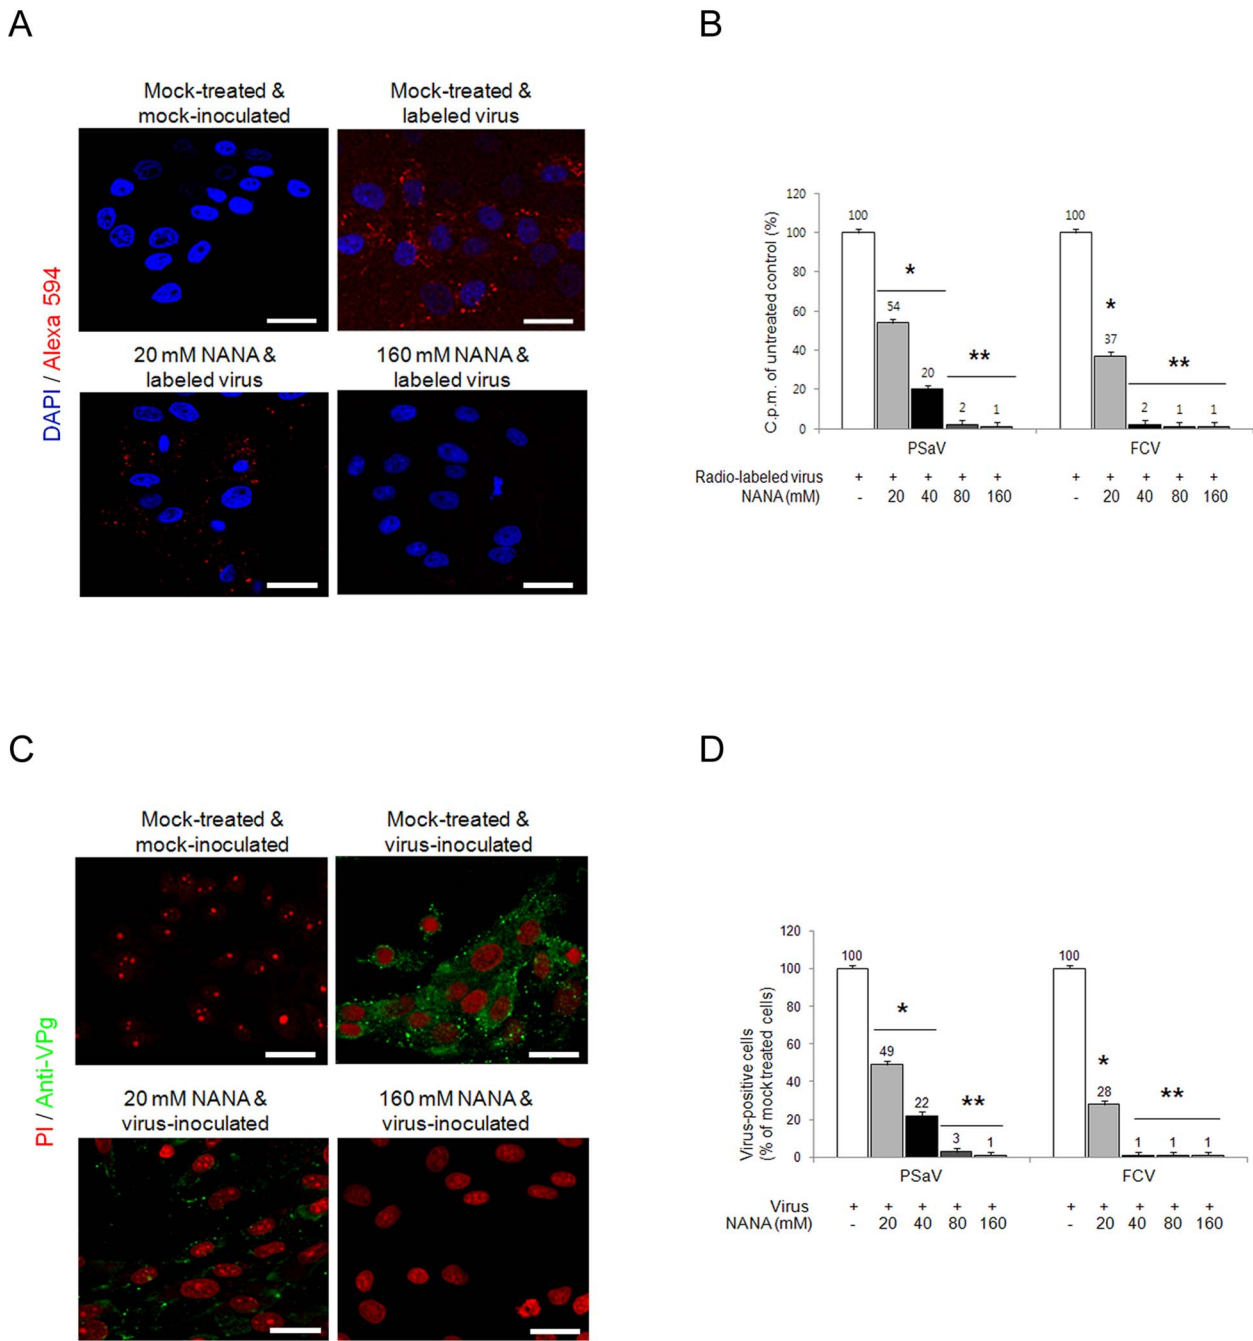 A
Mock-treated &
mock-inoculated
Mock-treated &
labeled virus
20 mM NANA &
labeled virus
160 mM NANA &
labeled virus
DAPI / Alexa 594
B
C.p.m. of untreated control (%)
120
100
80
60
40
20
0
100
*
54
20
**
2
1
100
*
37
**
2
1
1
PSaV
FCV
Radio-labeled virus + + + + + + + + + +
NANA (mM) - 20 40 80 160 - 20 40 80 160
C
Mock-treated &
mock-inoculated
Mock-treated &
virus-inoculated
20 mM NANA &
virus-inoculated
160 mM NANA &
virus-inoculated
PI / Anti-VPg
D
Virus-positive cells
(% of mock treated cells)
120
100
80
60
40
20
0
100
*
49
22
**
3
1
100
*
28
**
1
1
1
PSaV
FCV
Virus + + + + + + + + + +
NANA (mM) - 20 40 80 160 - 20 40 80 160